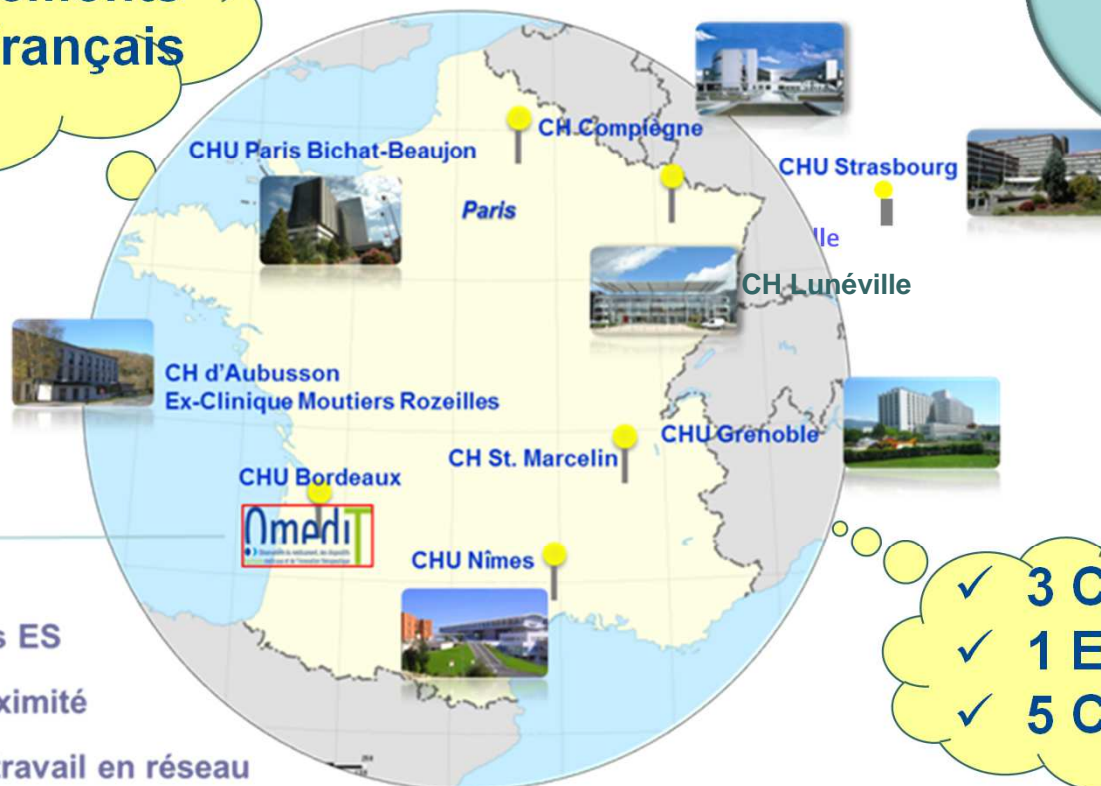 rançais
CH Compiègne
CHU Paris Bichat-Beaujon
CHU Strasbourg
Paris
lle
CH Lunéville
CH d'Aubusson
Ex-Clinique Moutiers Rozeilles
CHU Grenoble
CH St. Marcelin
CHU Bordeaux
OmediT
CHU Nîmes
✓ 3 C
✓ 1 E
✓ 5 C
s ES
ximité
travail en réseau